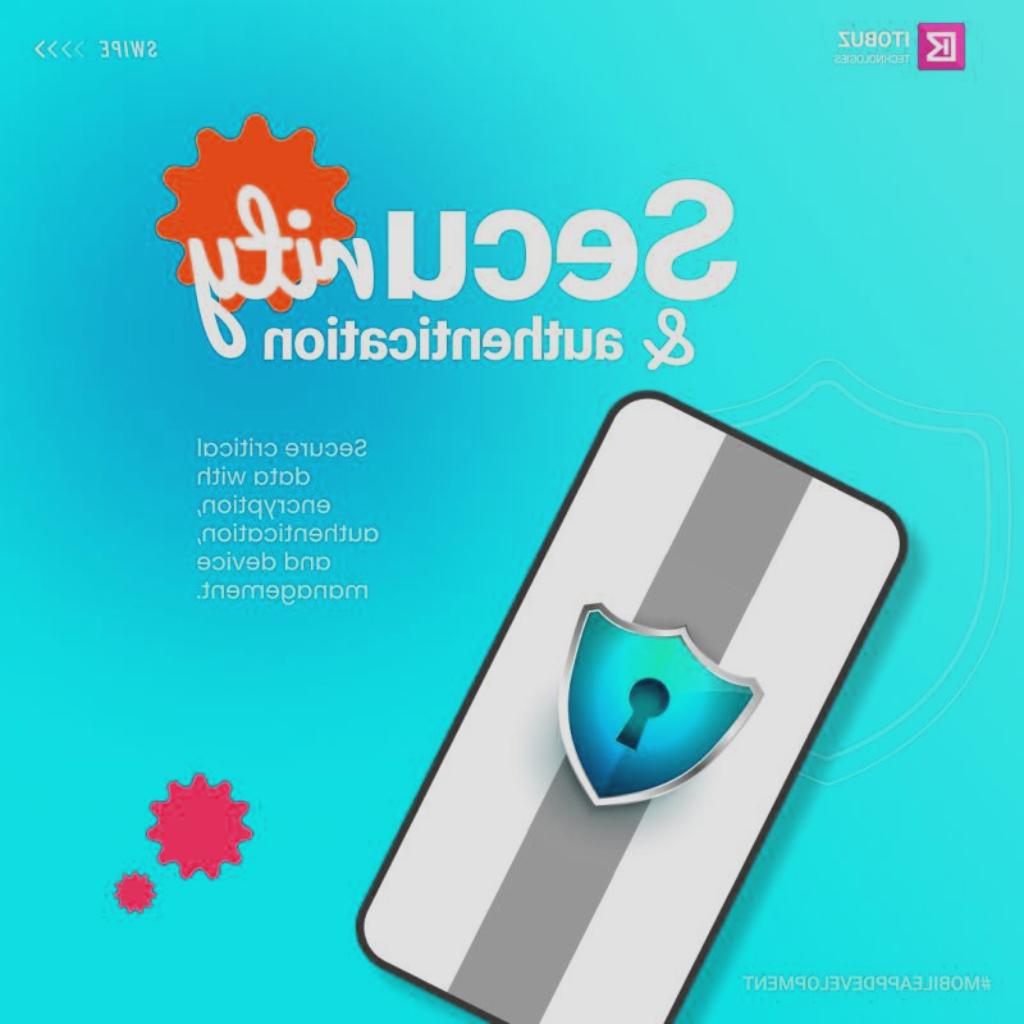 ITOBUZ
TECHNOLOGIES
SWIPE
Security
& authentication
Secure critical
data with
encryption,
authentication,
and device
management.
#MOBILEAPPDEVELOPMENT